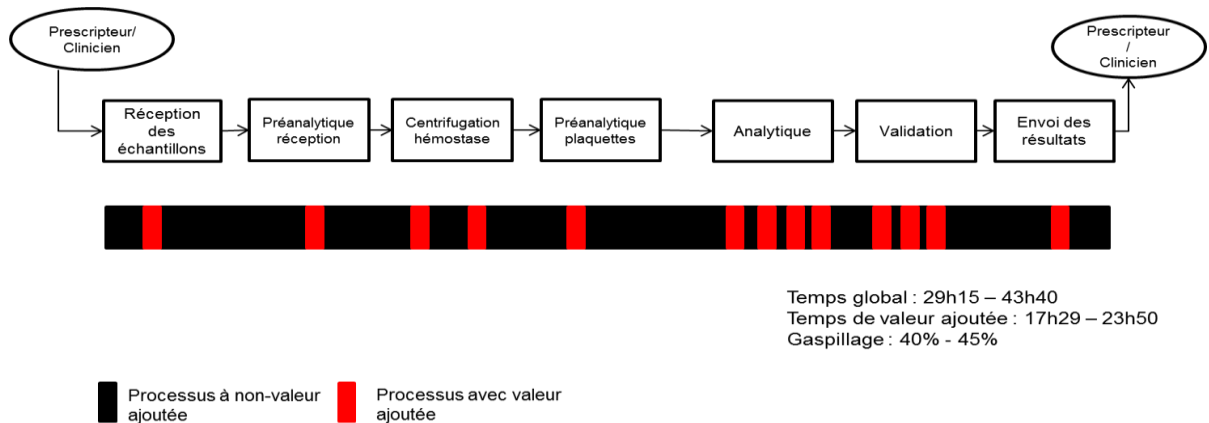 Prescripteur/
Clinicien
Prescripteur
/
Clinicien
Réception
des
échantillons
Préanalytique
réception
Centrifugation
hémostase
Préanalytique
plaquettes
Analytique
Validation
Envoi des
résultats
Temps global : 29h15 – 43h40
Temps de valeur ajoutée : 17h29 – 23h50
Gaspillage : 40% - 45%
Processus à non-valeur
ajoutée
Processus avec valeur
ajoutée